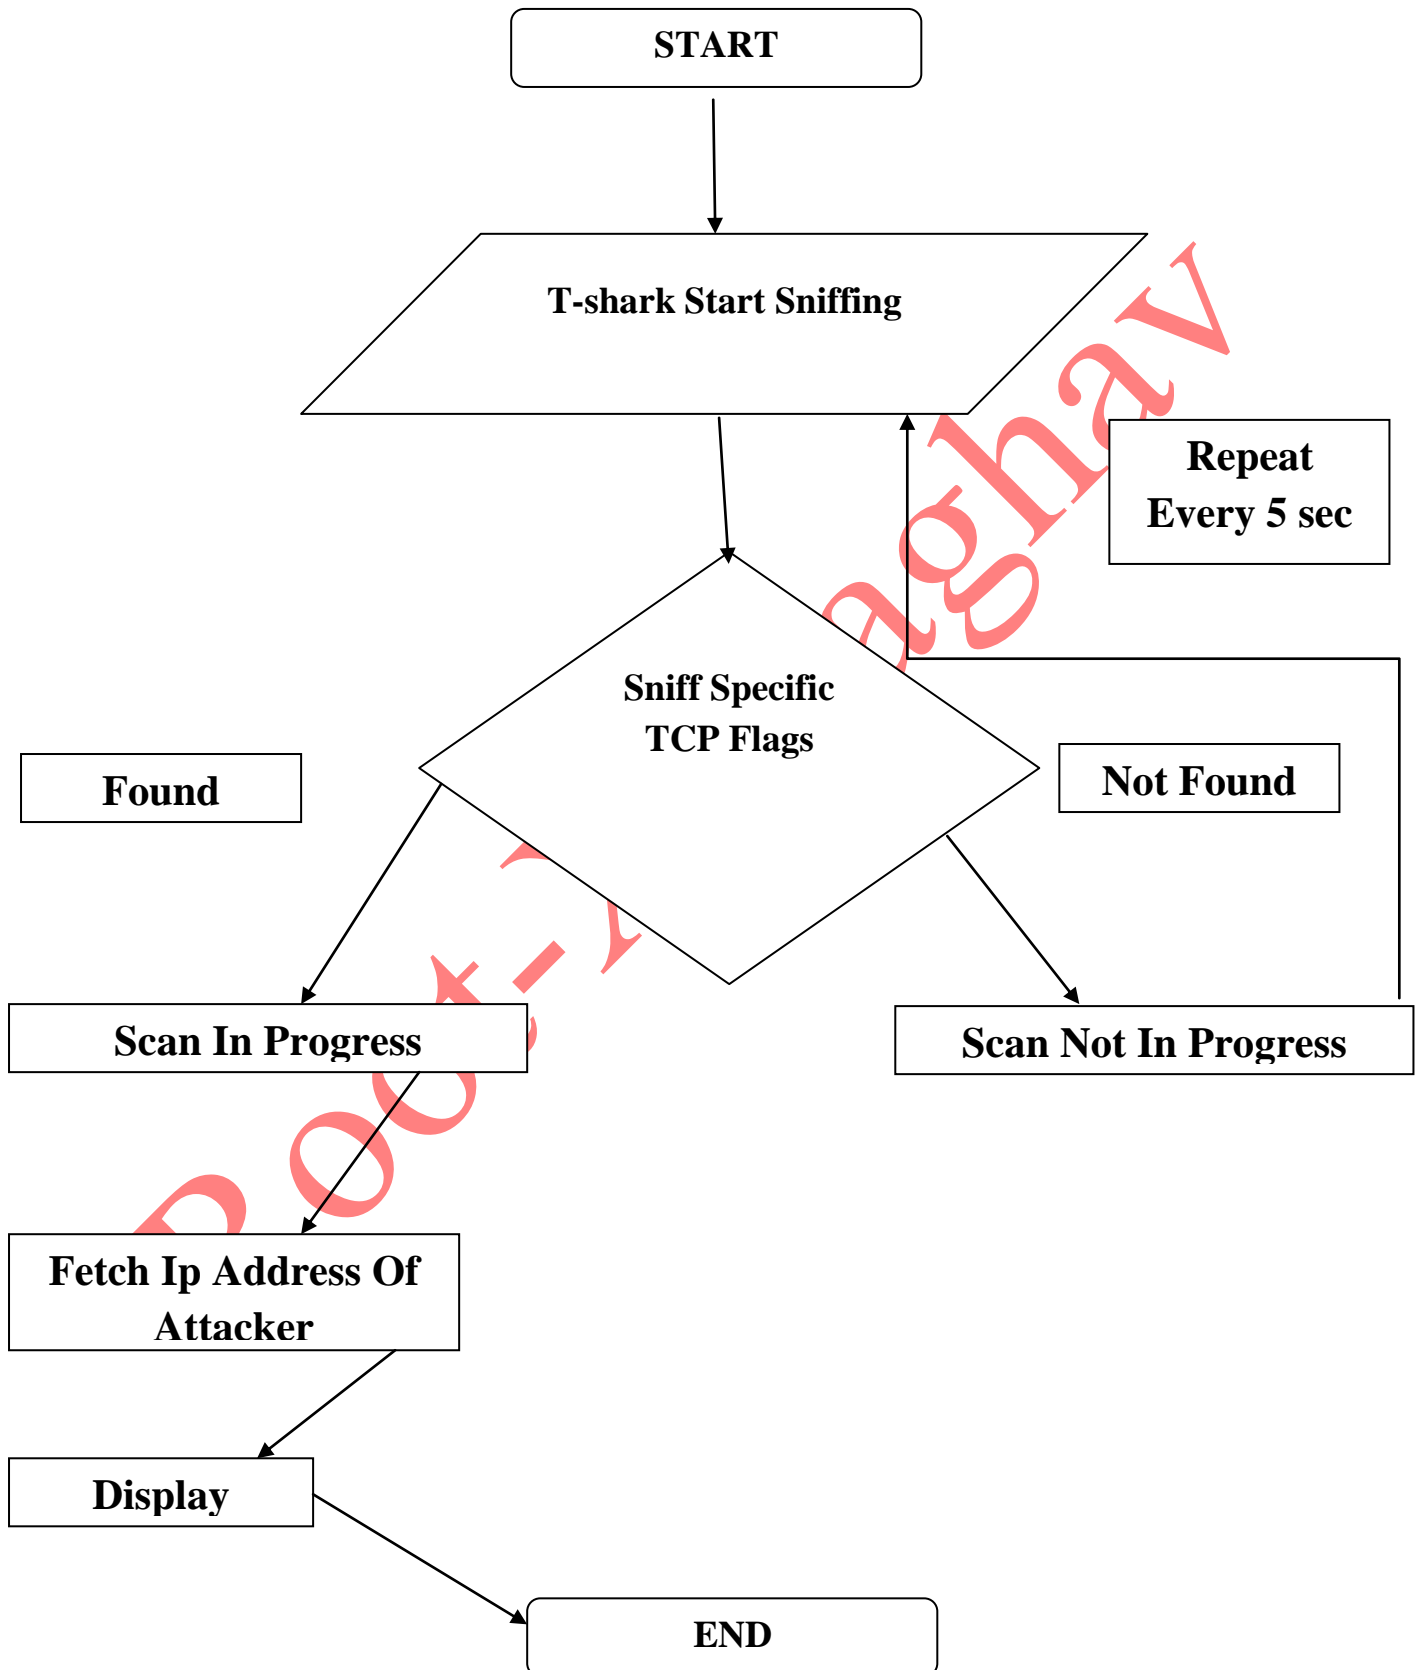 START
T-shark Start Sniffing
Repeat
Every 5 sec
Sniff Specific
TCP Flags
Found
Not Found
Scan In Progress
Scan Not In Progress
Fetch Ip Address Of
Attacker
Display
END